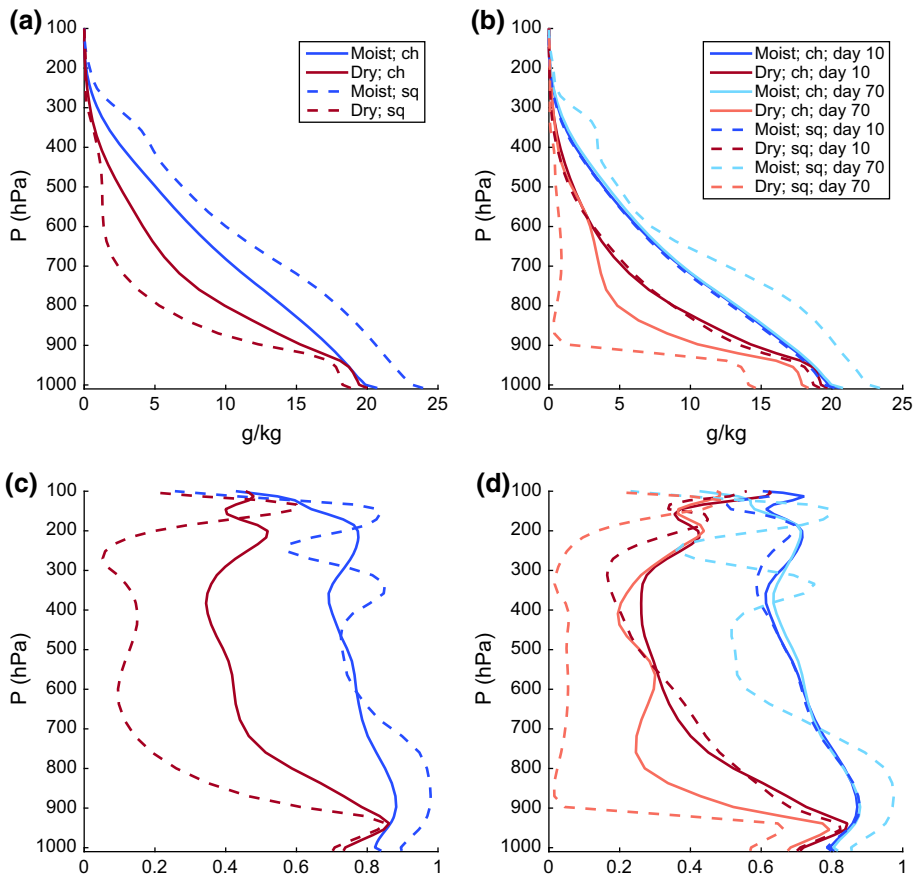 (a)
100
200
300
400
500
600
700
800
900
1000
P (hPa)
0
5
10
15
20
25
g/kg
Moist; ch
Dry; ch
Moist; sq
Dry; sq
(b)
100
200
300
400
500
600
700
800
900
1000
P (hPa)
0
5
10
15
20
25
g/kg
Moist; ch; day 10
Dry; ch; day 10
Moist; ch; day 70
Dry; ch; day 70
Moist; sq; day 10
Dry; sq; day 10
Moist; sq; day 70
Dry; sq; day 70
(c)
100
200
300
400
500
600
700
800
900
1000
P (hPa)
0
0.2
0.4
0.6
0.8
1
(d)
100
200
300
400
500
600
700
800
900
1000
P (hPa)
0
0.2
0.4
0.6
0.8
1